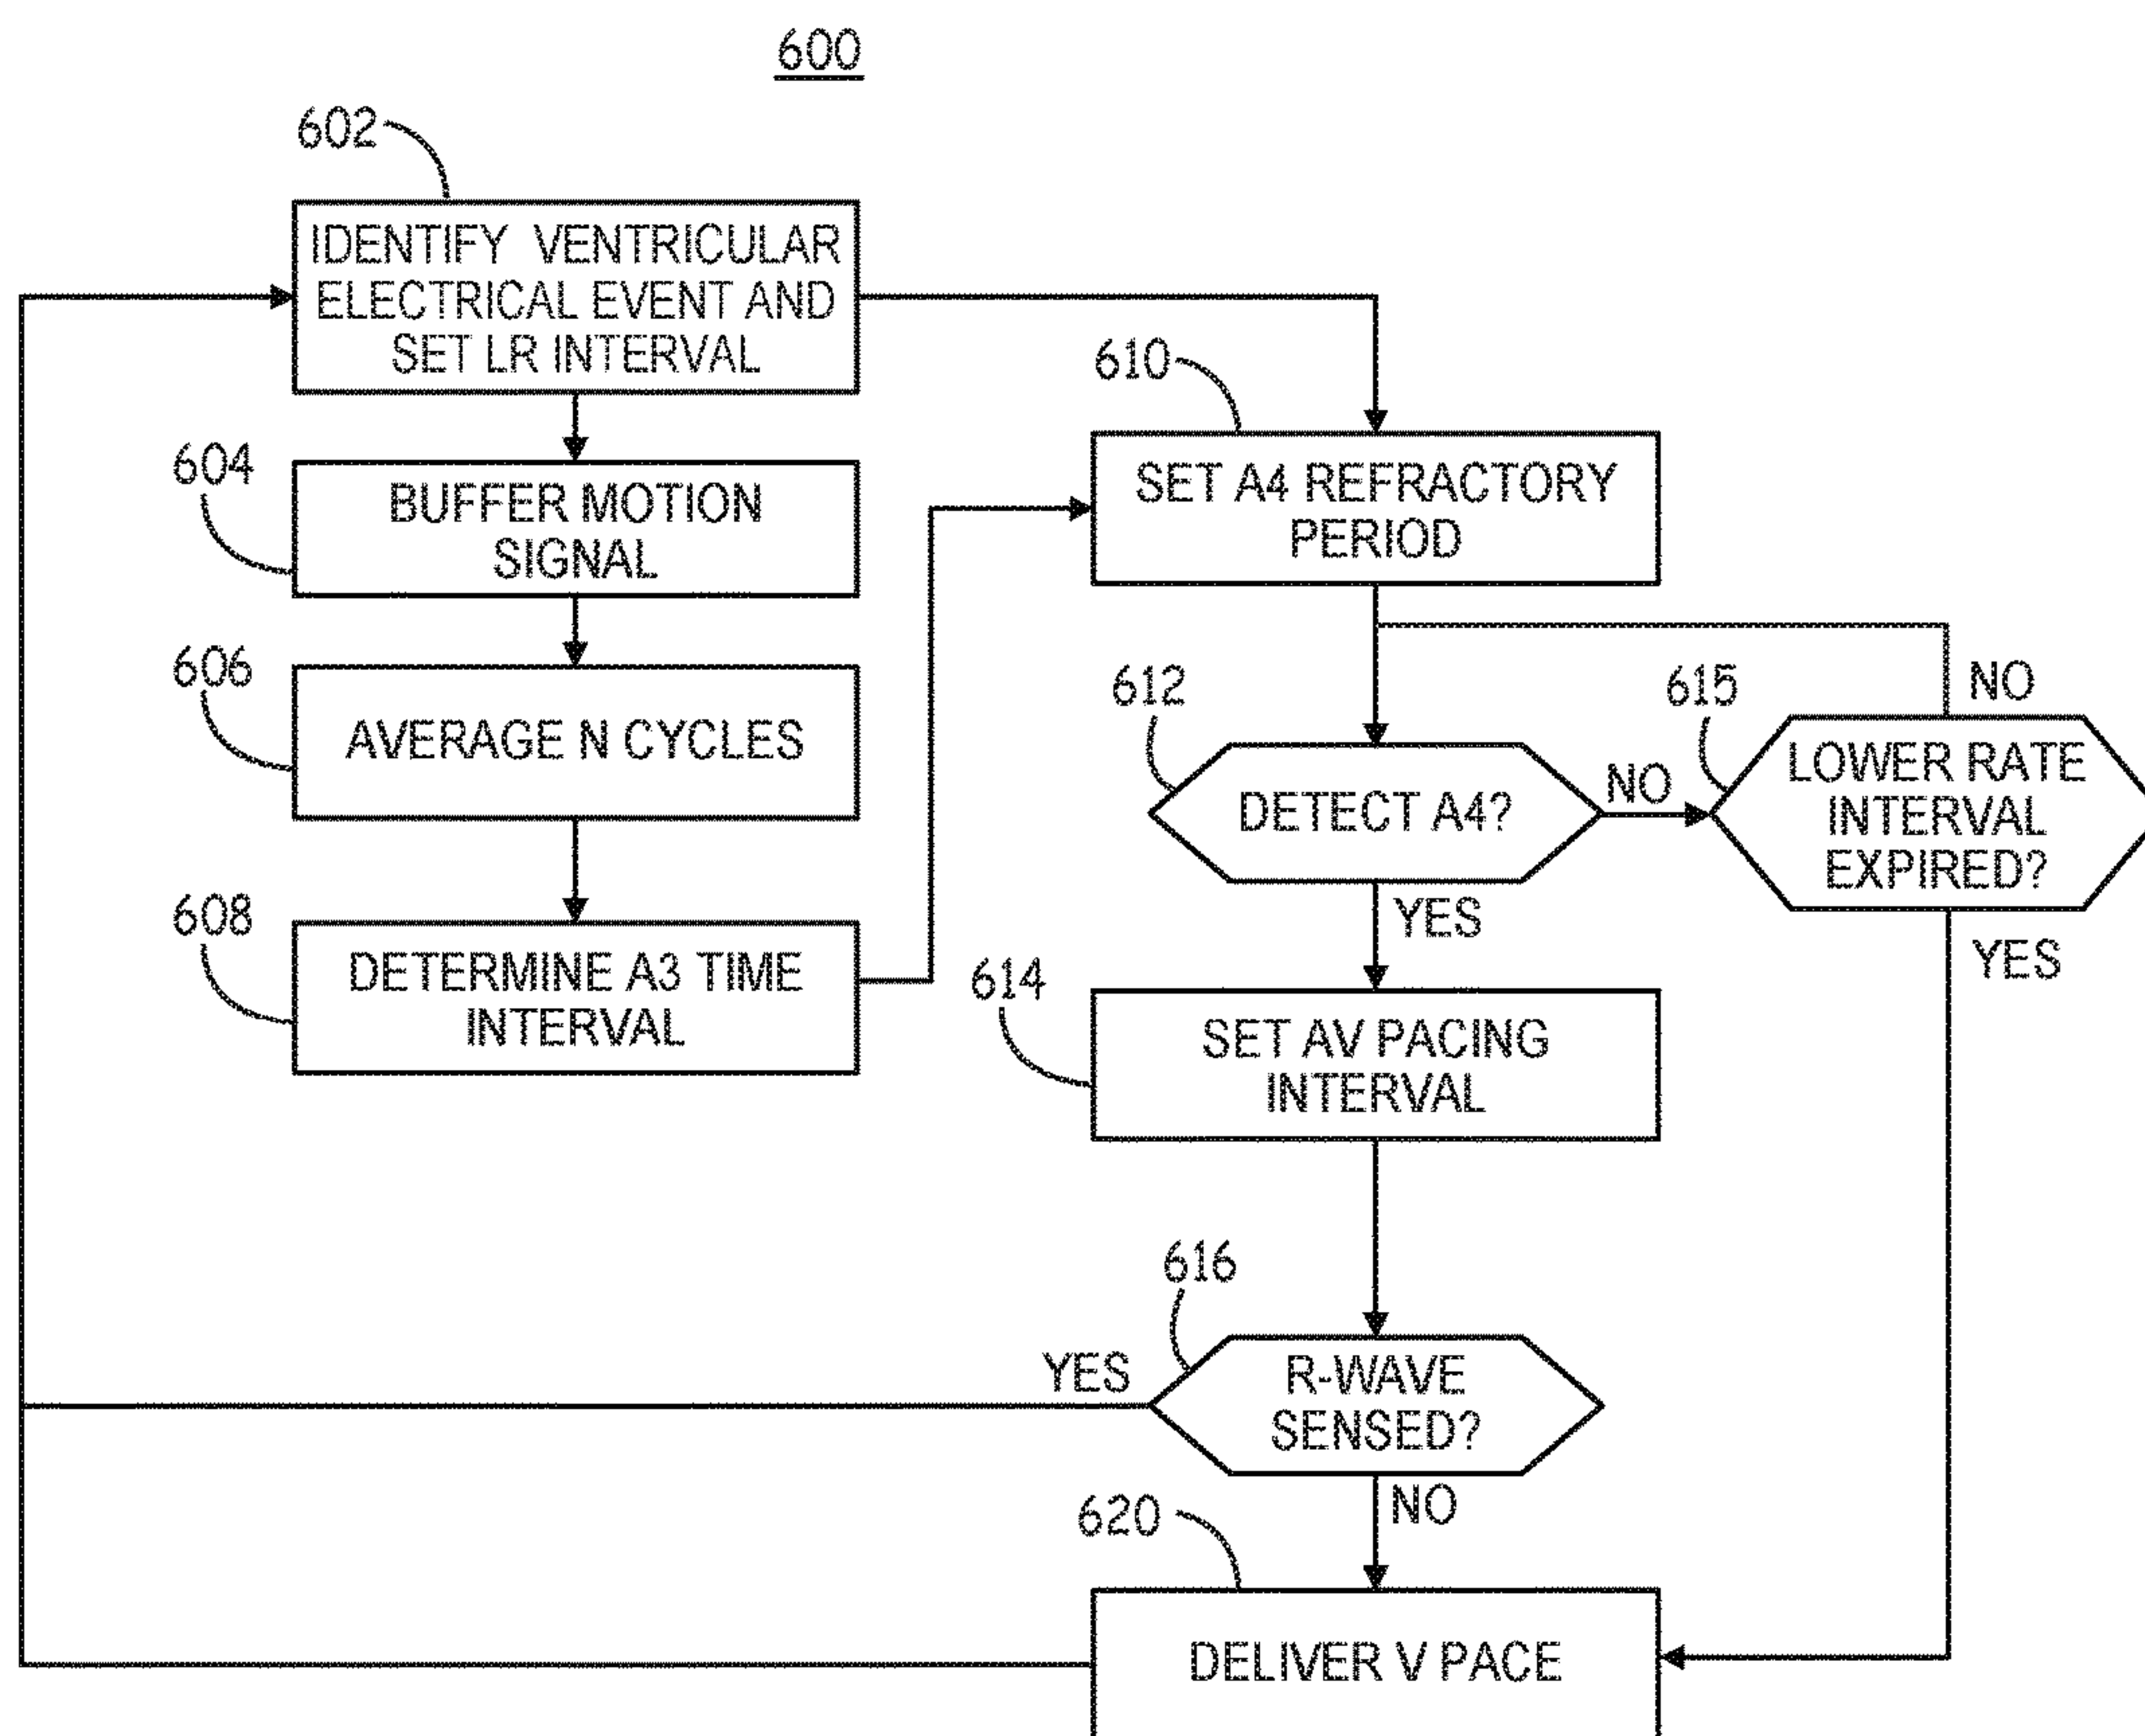 600
602
IDENTIFY VENTRICULAR
ELECTRICAL EVENT AND
SET LR INTERVAL
604
BUFFER MOTION
SIGNAL
606
AVERAGE N CYCLES
608
DETERMINE A3 TIME
INTERVAL
610
SET A4 REFRACTORY
PERIOD
612
DETECT A4?
NO
YES
615
LOWER RATE
INTERVAL
EXPIRED?
NO
YES
614
SET AV PACING
INTERVAL
616
R-WAVE
SENSED?
YES
NO
620
DELIVER V PACE